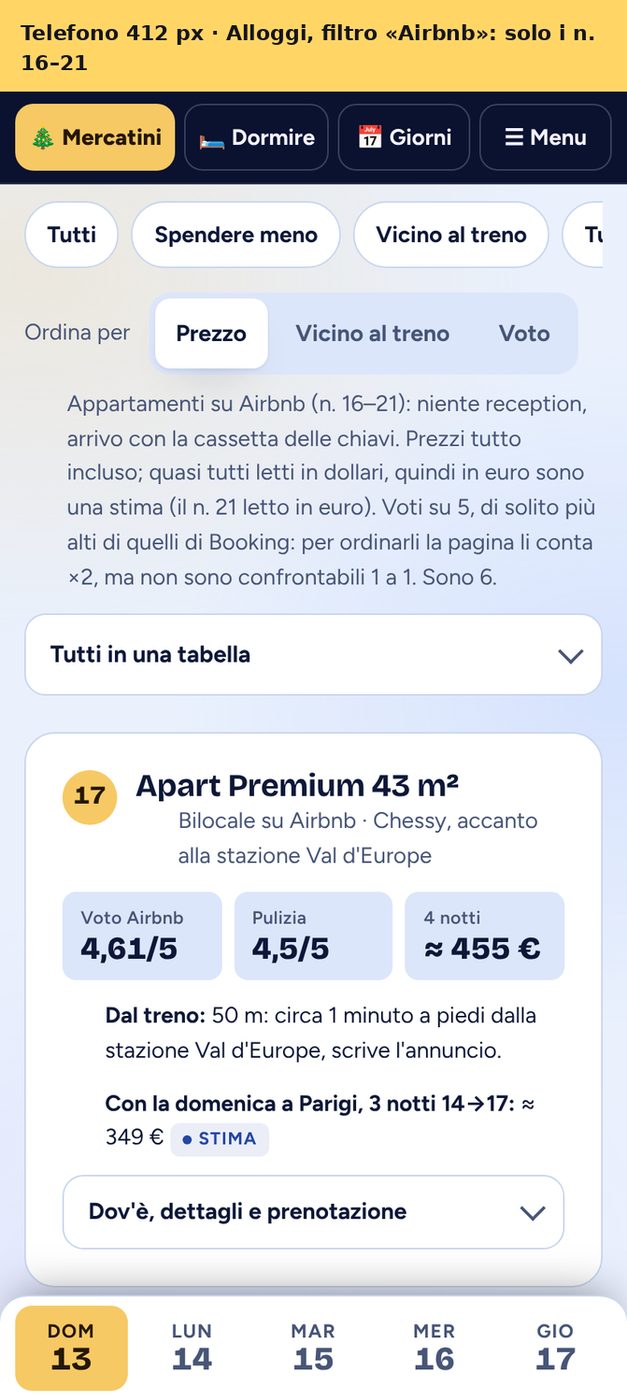 Telefono 412 px · Alloggi, filtro «Airbnb»: solo i n.
16–21
🎄 Mercatini
🛏️ Dormire
📅 Giorni
☰ Menu
Tutti
Spendere meno
Vicino al treno
Ordina per
Prezzo
Vicino al treno
Voto
Appartamenti su Airbnb (n. 16–21): niente reception,
arrivo con la cassetta delle chiavi. Prezzi tutto
incluso; quasi tutti letti in dollari, quindi in euro sono
una stima (il n. 21 letto in euro). Voti su 5, di solito più
alti di quelli di Booking: per ordinarli la pagina li conta
×2, ma non sono confrontabili 1 a 1. Sono 6.
Tutti in una tabella
17
Apart Premium 43 m²
Bilocale su Airbnb · Chessy, accanto
alla stazione Val d'Europe
Voto Airbnb
4,61/5
Pulizia
4,5/5
4 notti
≈ 455 €
Dal treno: 50 m: circa 1 minuto a piedi dalla
stazione Val d'Europe, scrive l'annuncio.
Con la domenica a Parigi, 3 notti 14→17: ≈
349 € ● STIMA
Dov'è, dettagli e prenotazione
DOM
13
LUN
14
MAR
15
MER
16
GIO
17